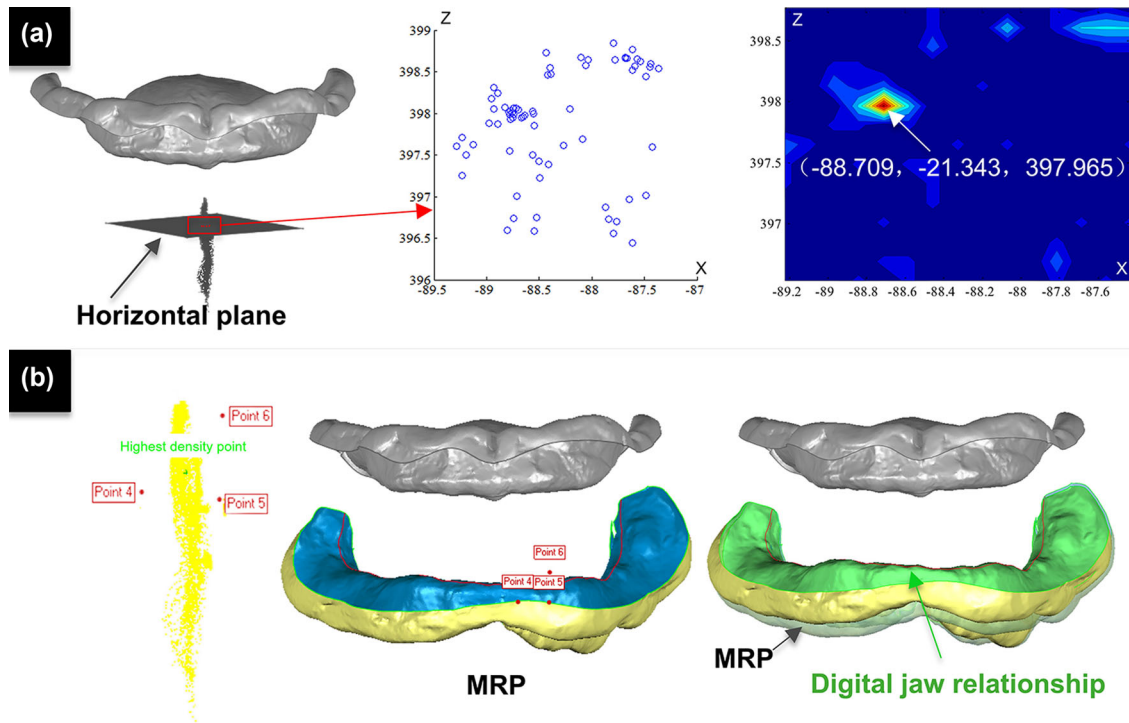 (a)
Horizontal plane
Z
399
398.5
398
397.5
397
396.5
396
-89.5
-89
-88.5
-88
-87.5
-87
X
Z
398.5
398
397.5
397
(-88.709, -21.343, 397.965)
X
-89.2
-89
-88.8
-88.6
-88.4
-88.2
-88
-87.8
-87.6
(b)
Point 6
Highest density point
Point 4
Point 5
Point 6
Point 4
Point 5
MRP
MRP
Digital jaw relationship